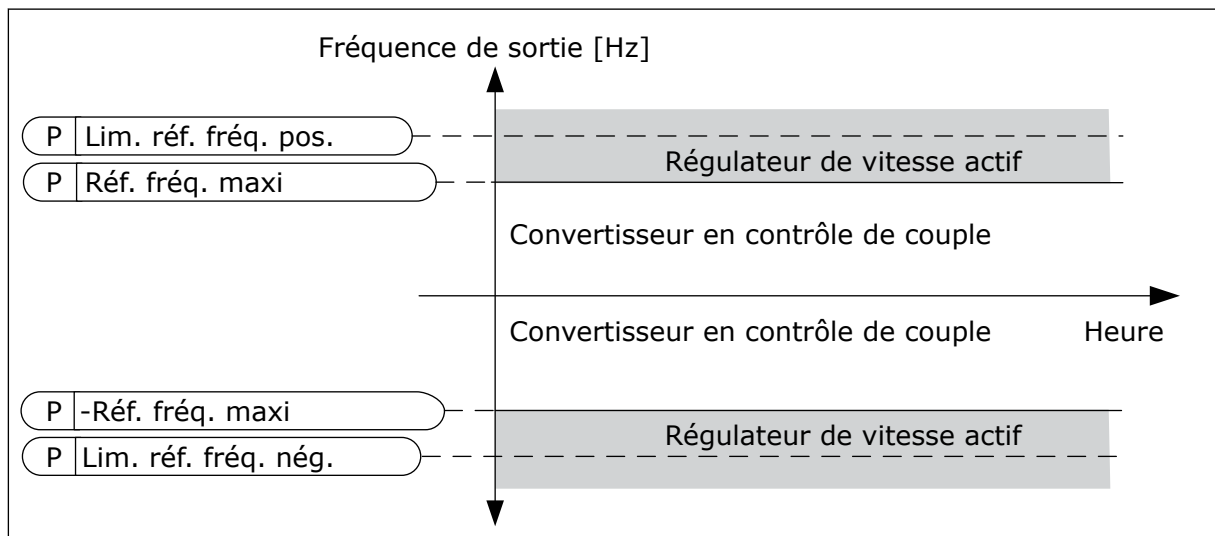 Fréquence de sortie [Hz]
P Lim. réf. fréq. pos.
Régulateur de vitesse actif
P Réf. fréq. maxi
Convertisseur en contrôle de couple
Convertisseur en contrôle de couple
Heure
P -Réf. fréq. maxi
Régulateur de vitesse actif
P Lim. réf. fréq. nég.